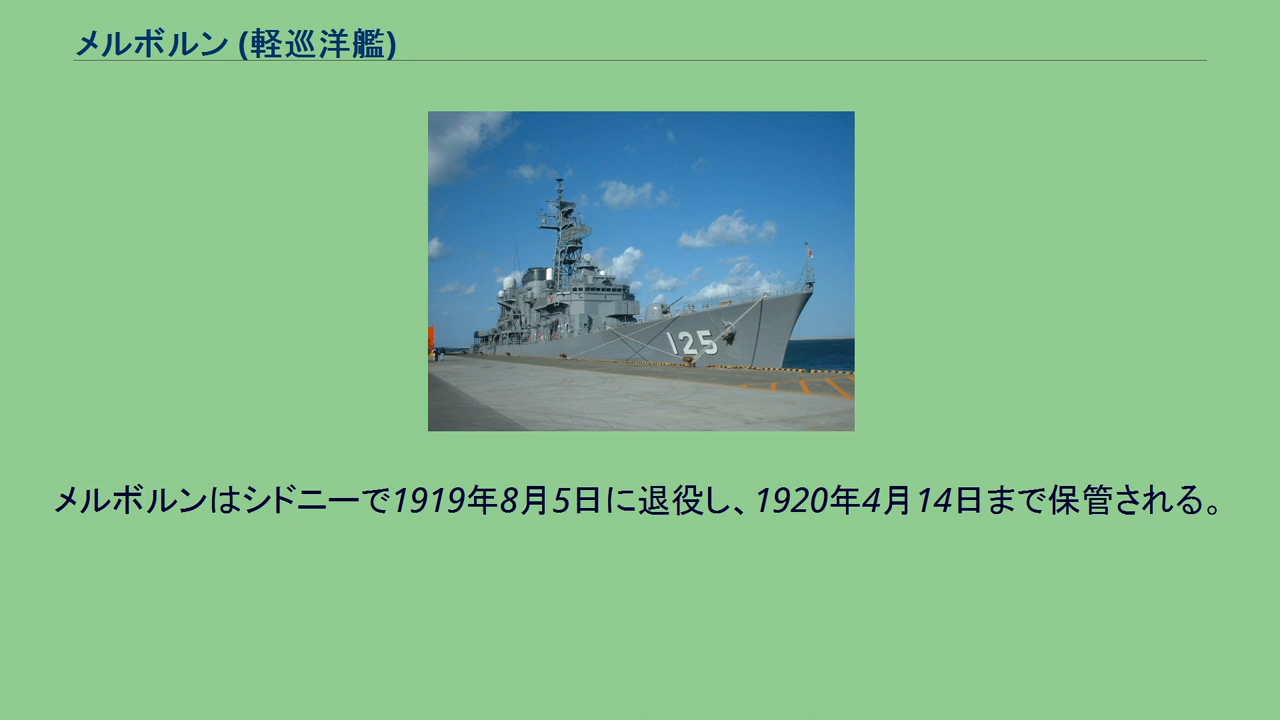 メルボルン (軽巡洋艦)
125
メルボルンはシドニーで1919年8月5日に退役し、1920年4月14日まで保管される。